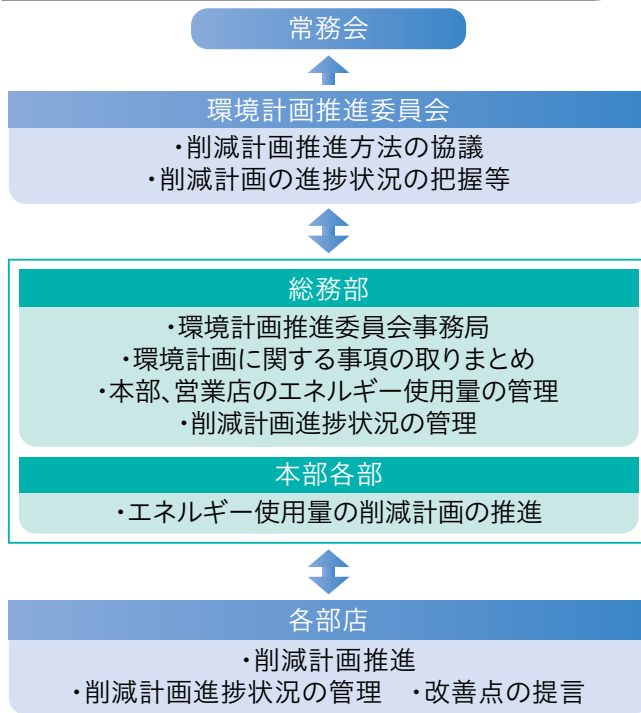 常務会
環境計画推進委員会
・削減計画推進方法の協議
・削減計画の進捗状況の把握等
総務部
・環境計画推進委員会事務局
・環境計画に関する事項の取りまとめ
・本部、営業店のエネルギー使用量の管理
・削減計画進捗状況の管理
本部各部
・エネルギー使用量の削減計画の推進
各部店
・削減計画推進
・削減計画進捗状況の管理　・改善点の提言